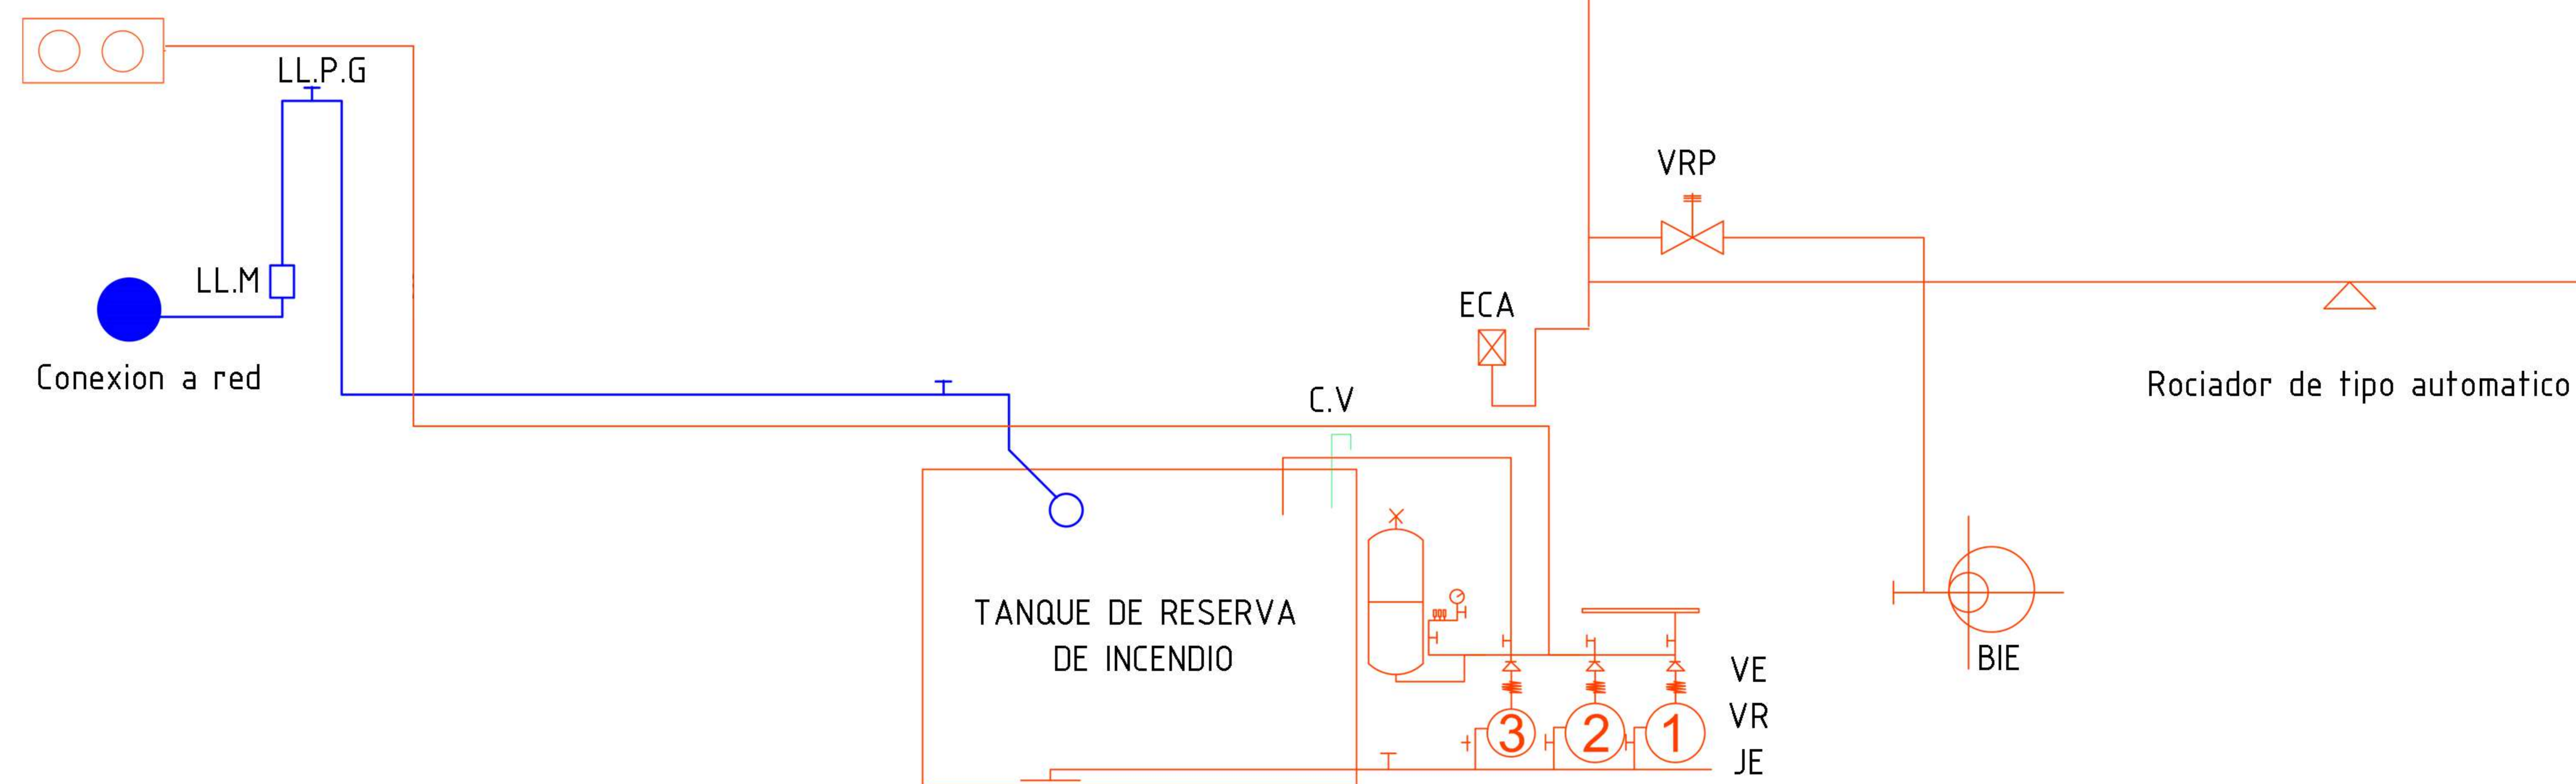 LL.P.G
VRP
LL.M
ECA
Conexion a red
C.V
Rociador de tipo automatico
TANQUE DE RESERVA
DE INCENDIO
BIE
VE
VR
JE
3 2 1